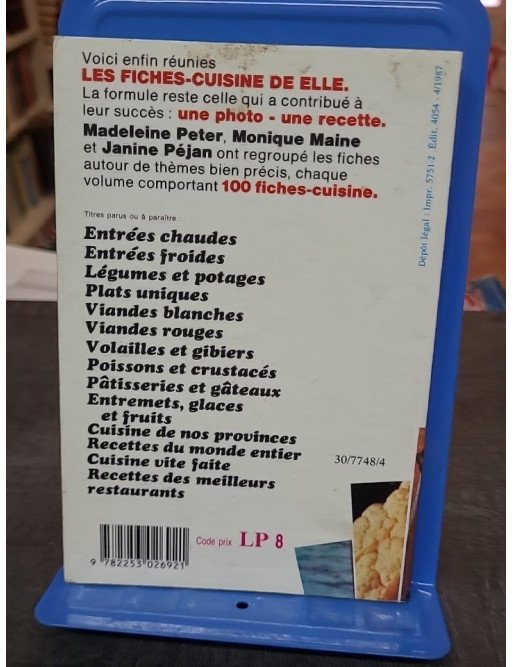 Voici enfin réunies
LES FICHES-CUISINE DE ELLE.
La formule reste celle qui a contribué à
leur succès : une photo - une recette.
Madeleine Peter, Monique Maine
et Janine Péjan ont regroupé les fiches
autour de thèmes bien précis, chaque
volume comportant 100 fiches-cuisine.
Titres parus ou à paraître :
Entrées chaudes
Entrées froides
Légumes et potages
Plats uniques
Viandes blanches
Viandes rouges
Volailles et gibiers
Poissons et crustacés
Pâtisseries et gâteaux
Entremets, glaces
et fruits
Cuisine de nos provinces
Recettes du monde entier
Cuisine vite faite
Recettes des meilleurs
restaurants
30/7748/4
Code prix LP 8
9 782253 026921
Dépôt légal : Impr. 5751-2 Édit. 4054 - 4/1987